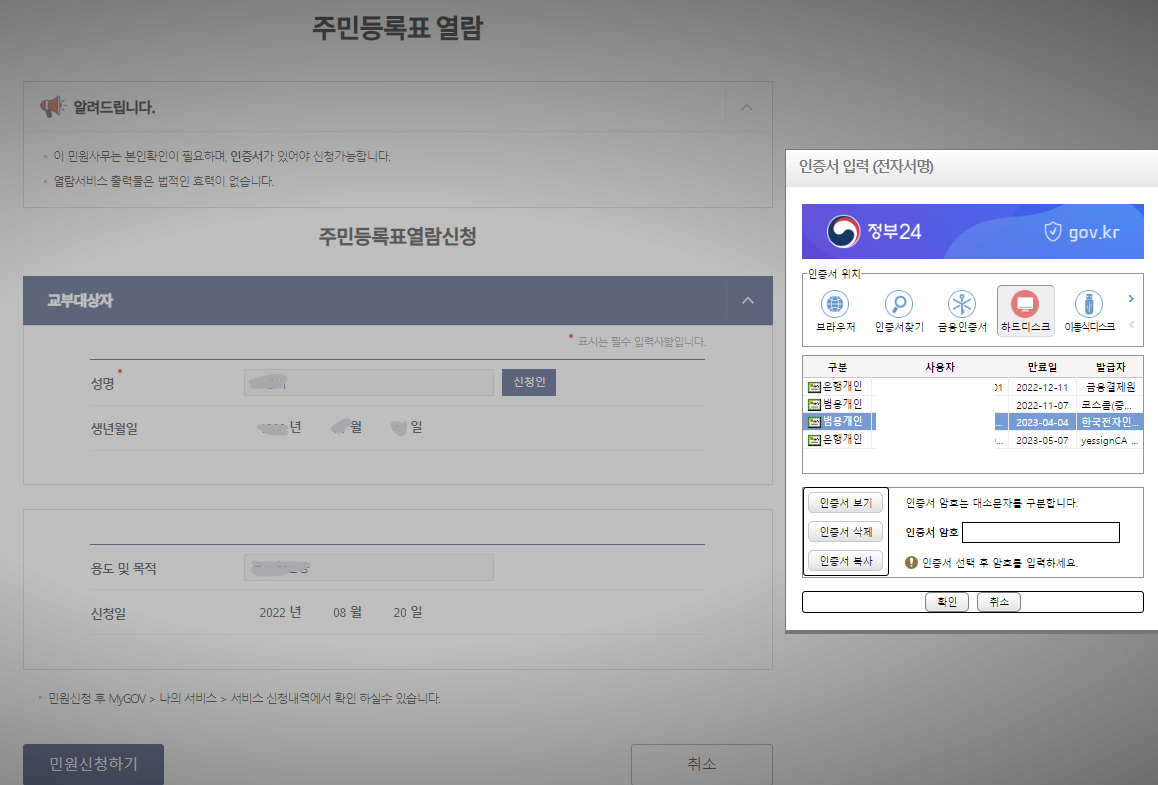 주민등록표 열람
알려드립니다.
이 민원사무는 본인확인이 필요하며, 인증서가 있어야 신청가능합니다.
열람서비스 출력물은 법적인 효력이 없습니다.
주민등록표열람신청
교부대상자
* 표시는 필수 입력사항입니다.
성명 * 신청인
생년월일 년 월 일
용도 및 목적
신청일 2022 년 08 월 20 일
민원신청 후 MyGOV > 나의 서비스 > 서비스 신청내역에서 확인 하실수 있습니다.
민원신청하기 취소
인증서 입력 (전자서명)
정부24 gov.kr
인증서 위치
브라우저 인증서찾기 금융인증서 하드디스크 이동식디스크
구분 사용자 만료일 발급자
은행개인 01 2022-12-11 금융결제원
범용개인 2022-11-07 코스콤(증...
범용개인 ... 2023-04-04 한국전자인...
은행개인 ... 2023-05-07 yessignCA ...
인증서 보기 인증서 암호는 대소문자를 구분합니다.
인증서 삭제 인증서 암호
인증서 복사 인증서 선택 후 암호를 입력하세요.
확인 취소